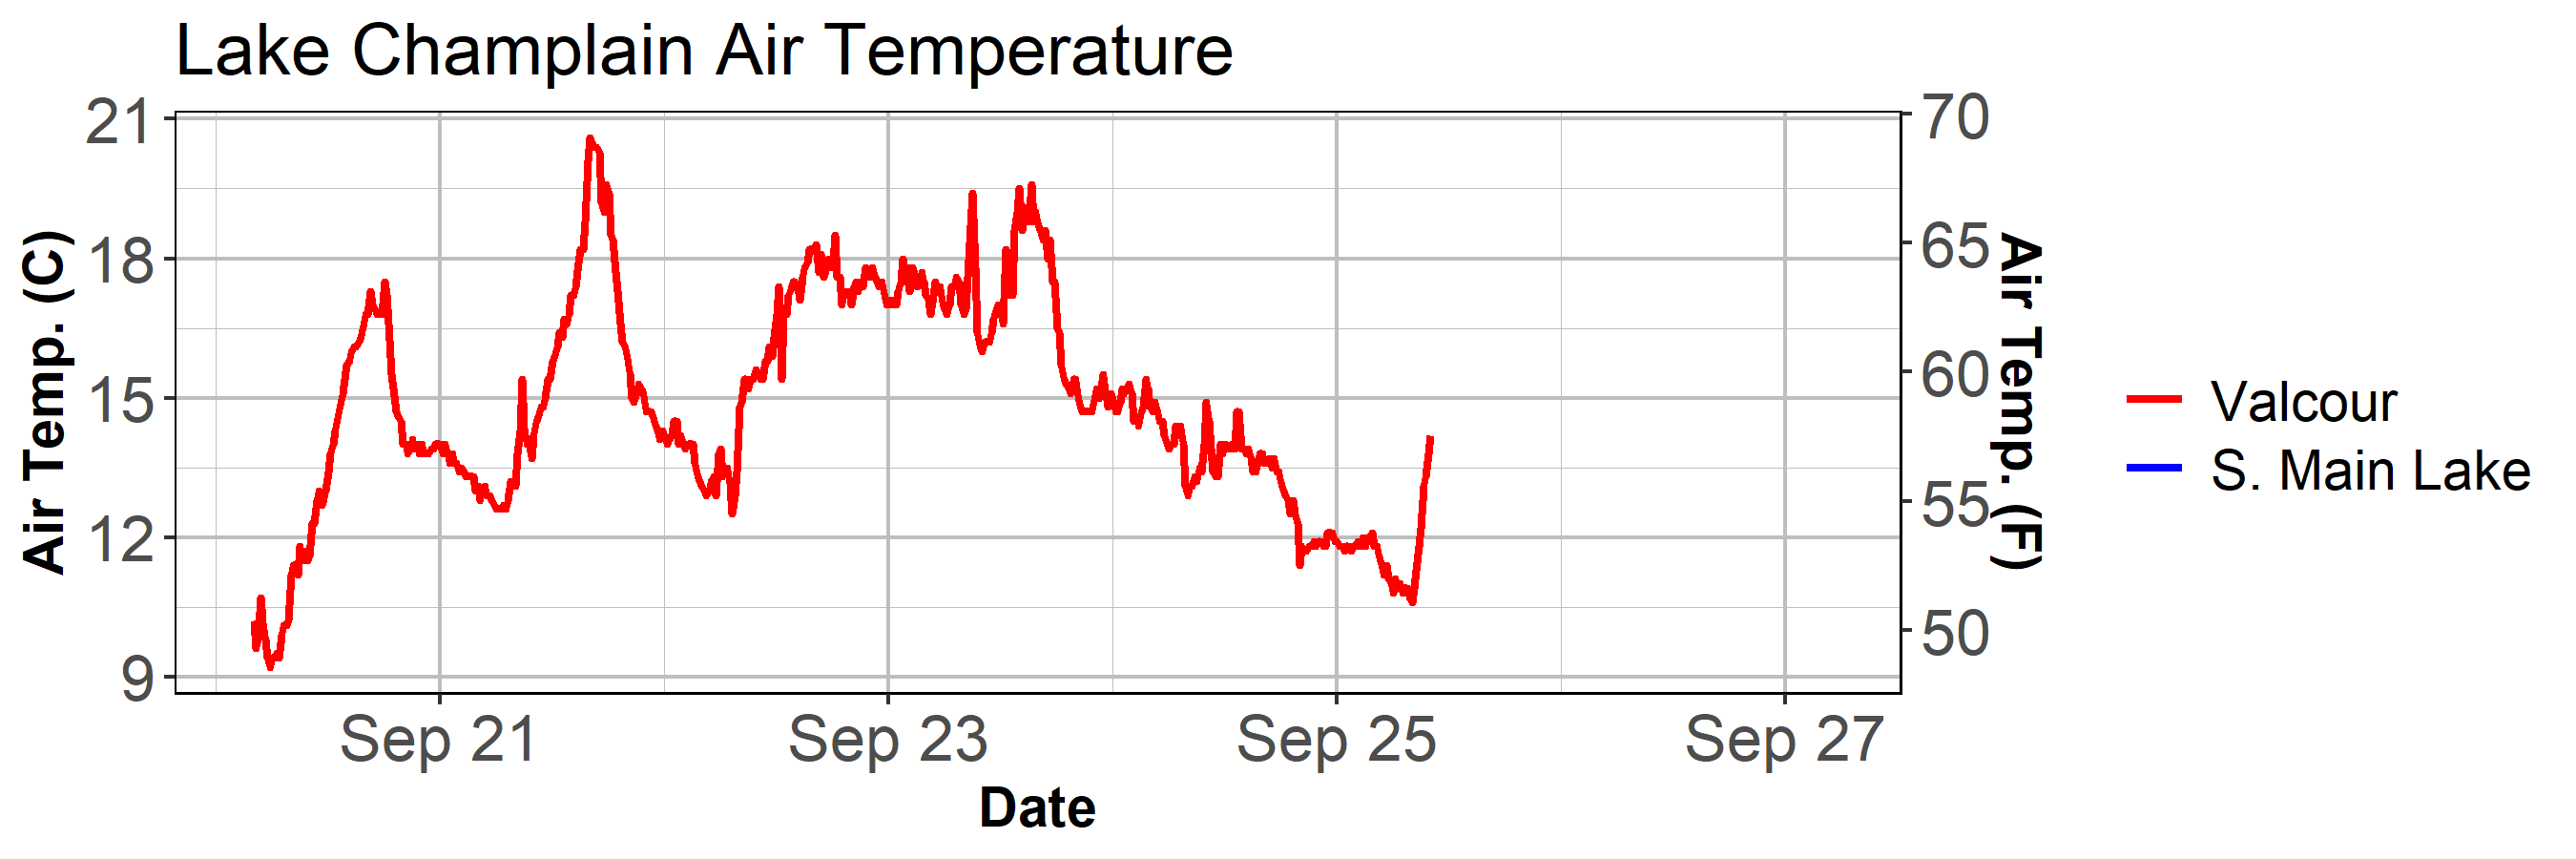 Lake Champlain Air Temperature
21
18
15
12
9
Air Temp. (C)
70
65
60
55
50
Air Temp. (F)
Sep 21
Sep 23
Sep 25
Sep 27
Date
Valcour
S. Main Lake